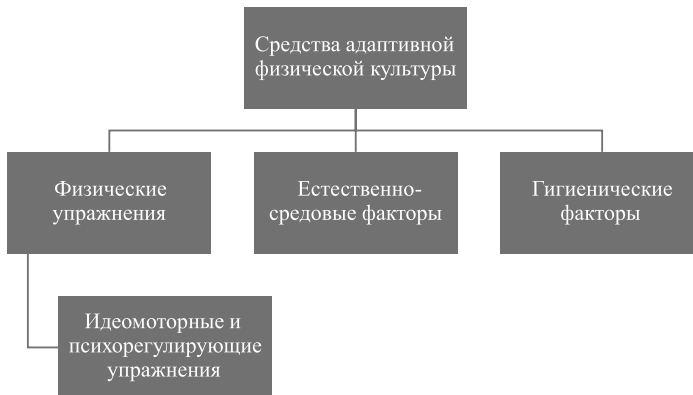 Средства адаптивной
физической культуры
Физические
упражнения
Естественно-
средовые факторы
Гигиенические
факторы
Идеомоторные и
психорегулирующие
упражнения